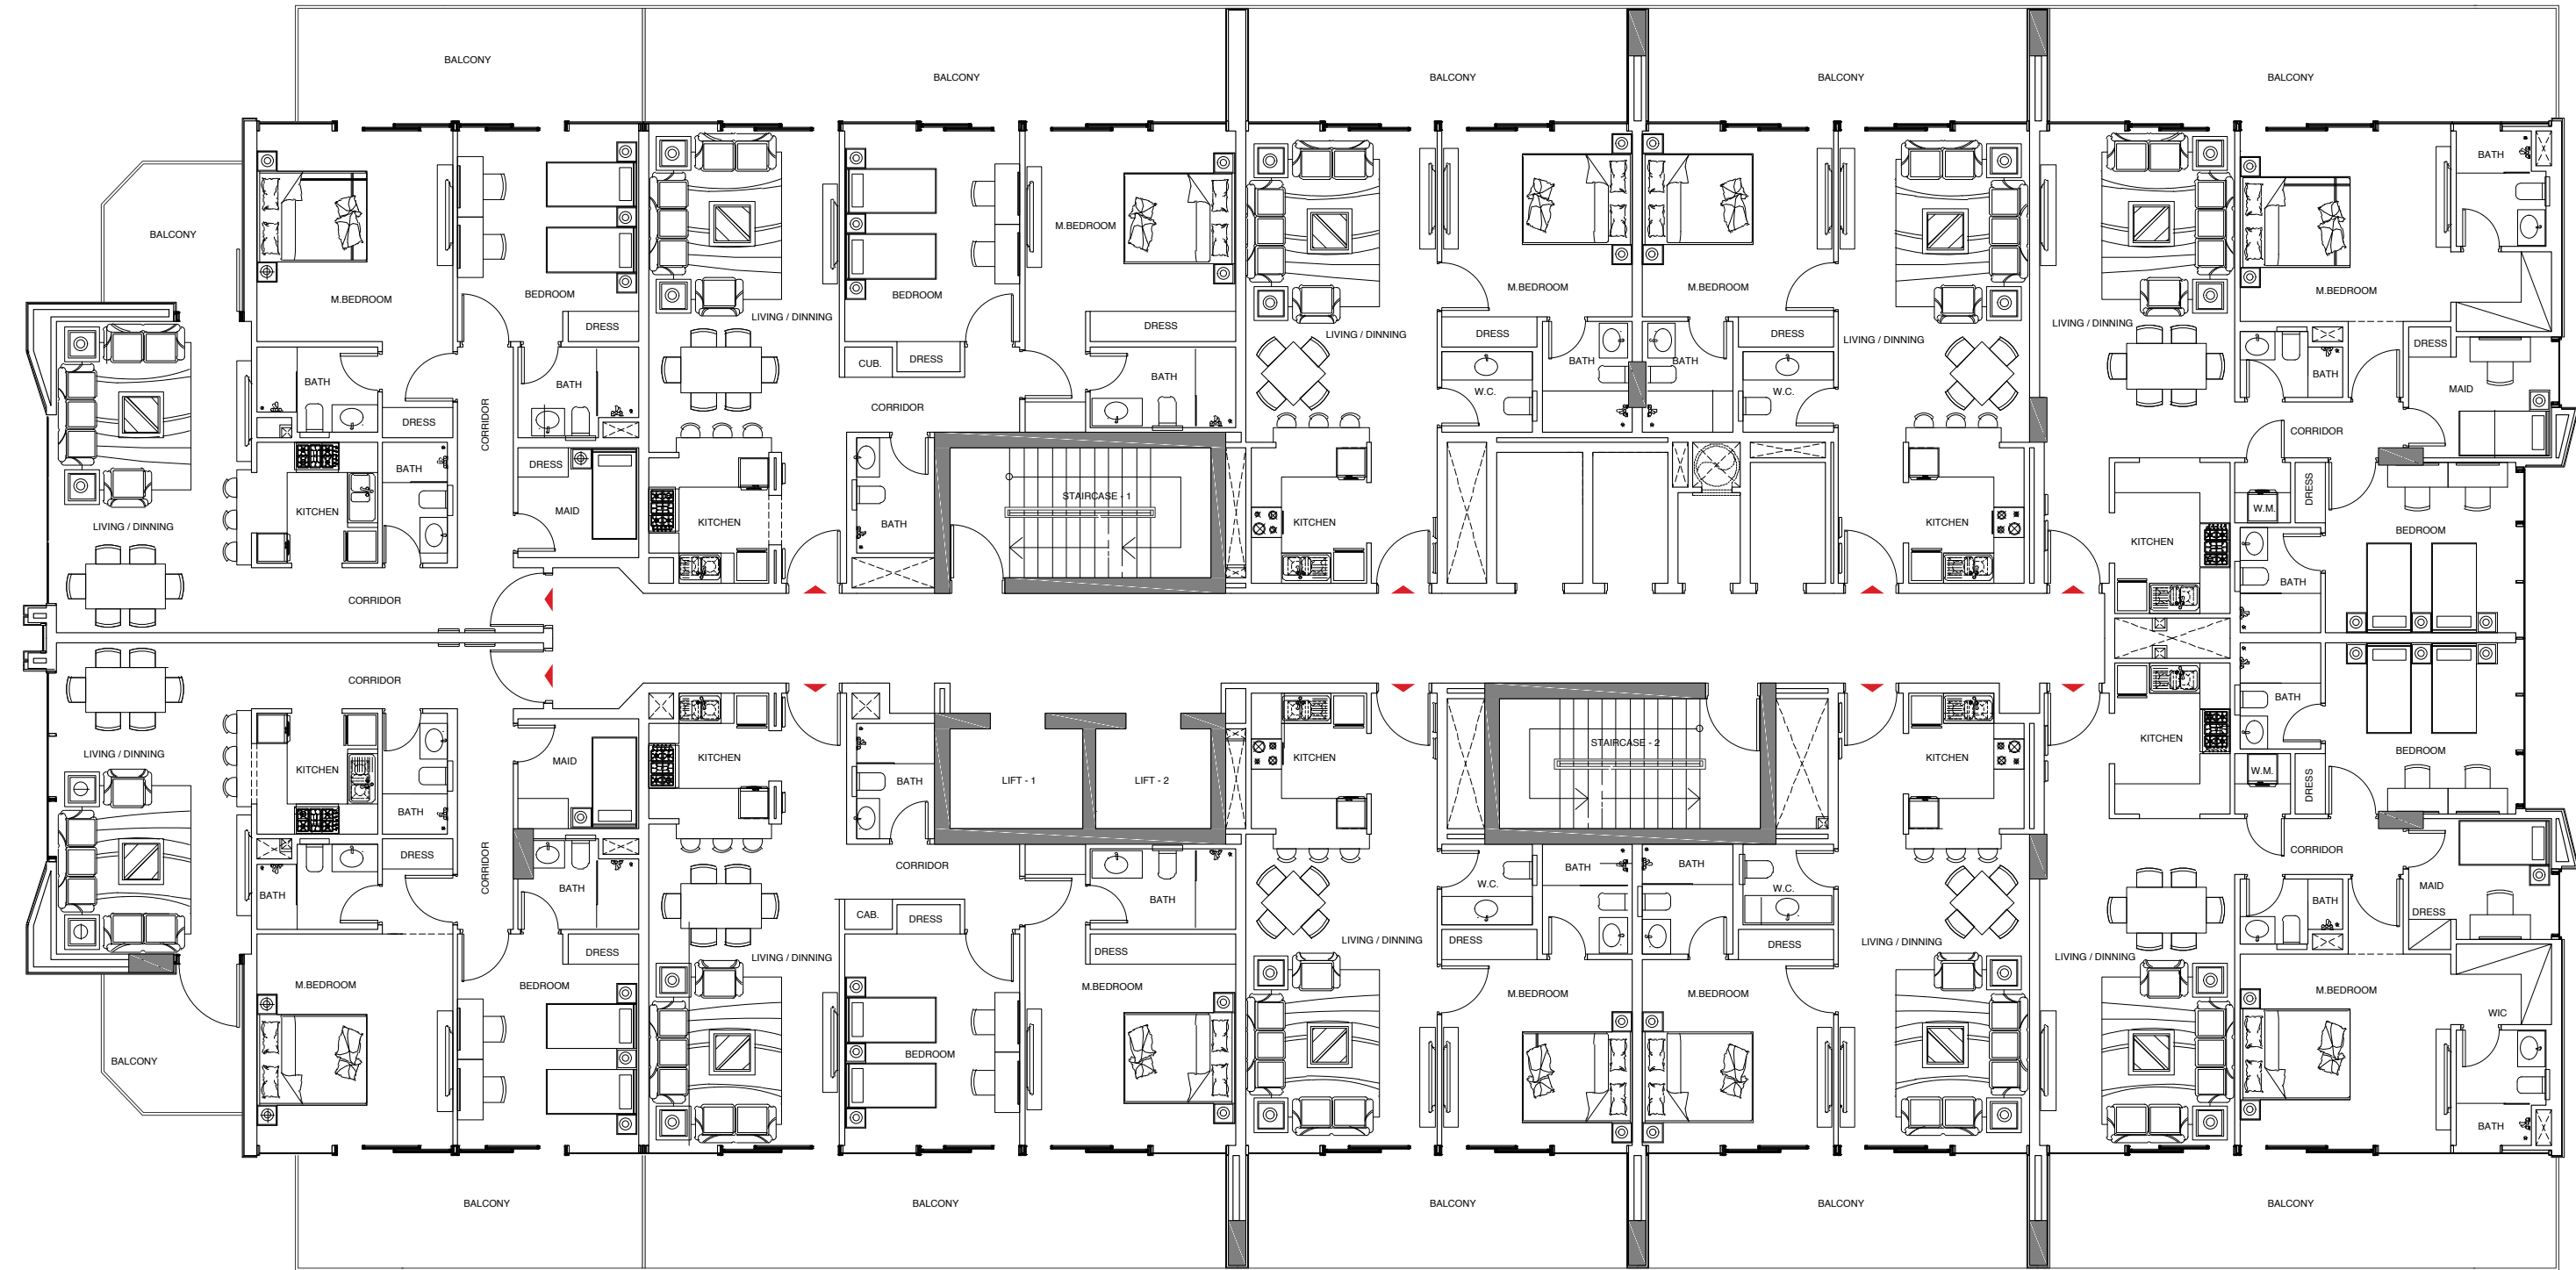 BALCONY
BALCONY
BALCONY
BALCONY
BALCONY
BATH
BALCONY
M.BEDROOM
M.BEDROOM
BEDROOM
BEDROOM
M.BEDROOM
M.BEDROOM
M.BEDROOM
LIVING / DINNING
DRESS
DRESS
LIVING / DINNING
DRESS
DRESS
LIVING / DINNING
LIVING / DINNING
DRESS
CUB.
DRESS
BATH
BATH
BATH
BATH
BATH
BATH
W.C.
W.C.
MAID
DRESS
CORRIDOR
CORRIDOR
CORRIDOR
BATH
DRESS
STAIRCASE - 1
DRESS
W.M.
KITCHEN
MAID
KITCHEN
BATH
KITCHEN
KITCHEN
LIVING / DINNING
BEDROOM
KITCHEN
BATH
CORRIDOR
CORRIDOR
BATH
LIVING / DINNING
KITCHEN
MAID
KITCHEN
KITCHEN
STAIRCASE - 2
KITCHEN
KITCHEN
BEDROOM
BATH
LIFT - 1
LIFT - 2
W.M.
DRESS
BATH
DRESS
CORRIDOR
CORRIDOR
CORRIDOR
BATH
BATH
BATH
BATH
BATH
W.C.
W.C.
MAID
BATH
CAB.
DRESS
DRESS
DRESS
DRESS
LIVING / DINNING
DRESS
DRESS
LIVING / DINNING
LIVING / DINNING
LIVING / DINNING
M.BEDROOM
BEDROOM
M.BEDROOM
M.BEDROOM
M.BEDROOM
M.BEDROOM
WIC
BALCONY
BEDROOM
BATH
BALCONY
BALCONY
BALCONY
BALCONY
BALCONY